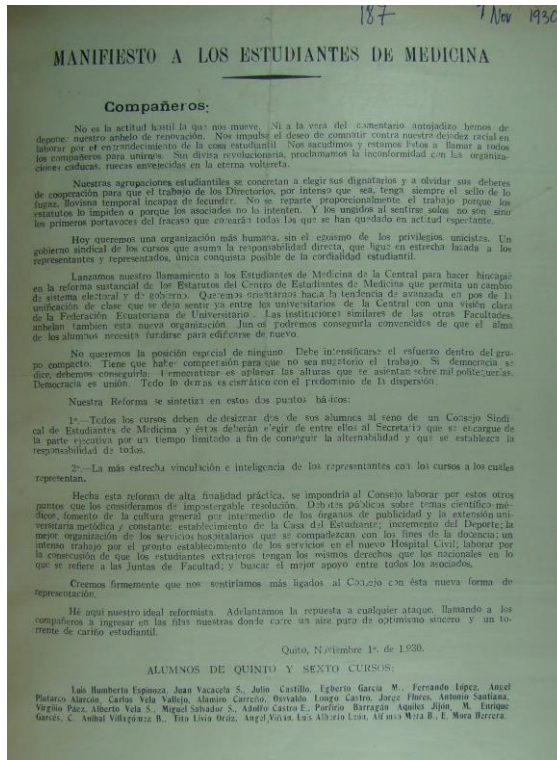 187 1 Nov 1930
MANIFIESTO A LOS ESTUDIANTES DE MEDICINA
Compañeros:
No es la actitud hostil la que nos mueve. Ni a la vera del comentario antojadizo hemos de
deponer nuestro anhelo de renovación. Nos impulsa el deseo de combatir contra nuestra dejadez racial en
laborar por el engrandecimiento de la cosa estudiantil. Nos sacudimos y estamos listos a llamar a todos
los compañeros para unirnos. Sin divisa revolucionaria, proclamamos la inconformidad con las organiza-
ciones caducas, ruecas envejecidas en la eterna voltereta.
Nuestras agrupaciones estudiantiles se concretan a elegir sus dignatarios y a olvidar sus deberes
de cooperación para que el trabajo de los Directorios, por intenso que sea, tenga siempre el sello de lo
fugaz, llovizna temporal incapaz de fecundar. No se reparte proporcionalmente el trabajo porque los
estatutos lo impiden o porque los asociados no lo intenten. Y los ungidos al sentirse solos no son sino
los primeros portavoces del fracaso que corearán todos los que se han quedado en actitud espectante.
Hoy queremos una organización más humana, sin el egoismo de los privilegios unicistas. Un
gobierno sindical de los cursos que asuma la responsabilidad directa, que ligue en estrecha lazada a los
representantes y representados, única conquista posible de la cordialidad estudiantil.
Lanzamos nuestro llamamiento a los Estudiantes de Medicina de la Central para hacer hincapié
en la reforma sustancial de los Estatutos del Centro de Estudiantes de Medicina que permita un cambio
de sistema electoral y de gobierno. Queremos orientarnos hacia la tendencia de avanzada en pos de la
unificación de clase que se deja sentir ya entre los universitarios de la Central con una visión clara
de la Federación Ecuatoriana de Universitarios. Las instituciones similares de las otras Facultades,
anhelan tambien esta nueva organización. Juntos podremos conseguirla convencidos de que el alma
de los alumnos necesita fundirse para edificarse de nuevo.
No queremos la posición especial de ninguno. Debe intensificarse el esfuerzo dentro del gru-
po compacto. Tiene que haber comprensión para que no sea nugatorio el trabajo. Si democracia se
dice, debemos conseguirla. Fermentizar es aplanar las alturas que se asientan sobre mil politiquerías.
Democracia es unión. Todo lo demás es cismático con el predominio de la dispersión.
Nuestra Reforma se sintetiza en estos dos puntos básicos:
1º.—Todos los cursos deben de designar dos de sus alumnos al seno de un Consejo Sindi-
cal de Estudiantes de Medicina y éstos deberán elegir de entre ellos al Secretario que se encargue de
la parte ejecutiva por un tiempo limitado a fin de conseguir la alternabilidad y que se establezca la
responsabilidad de todos.
2º.—La más estrecha vinculación e inteligencia de los representantes con los cursos a los cuales
representan.
Hecha esta reforma de alta finalidad práctica, se impondría al Consejo laborar por estos otros
puntos que los consideramos de impostergable resolución. Debates públicos sobre temas científico-mé-
dicos, fomento de la cultura general por intermedio de los órganos de publicidad y la extensión uni-
versitaria metódica y constante; establecimiento de la Casa del Estudiante; incremento del Deporte; la
mejor organización de los servicios hospitalarios que se compadezcan con los fines de la docencia; un
intenso trabajo por el pronto establecimiento de los servicios en el nuevo Hospital Civil; laborar por
la consecusión de que los estudiantes extranjeros tengan los mismos derechos que los nacionales en lo
que se refiere a las Juntas de Facultad; y buscar el mejor apoyo entre todos los asociados.
Creemos firmemente que nos sentiríamos más ligados al Consejo con ésta nueva forma de
representación.
Hé aquí nuestro ideal reformista. Adelantamos la repuesta a cualquier ataque, llamando a los
compañeros a ingresar en las filas nuestras donde corre un aire puro de optimismo sincero y un to-
rrente de cariño estudiantil.
Quito, Noviembre 1º. de 1.930.
ALUMNOS DE QUINTO Y SEXTO CURSOS:
Luis Humberto Espinoza, Juan Vacacela S., Julio Castillo, Egberto García M., Fernando López, Angel
Plutarco Alarcón, Carlos Vela Vallejo, Alamiro Carreño, Oswaldo Luongo Castro, Jorge Flores, Antonio Santiana,
Virgilio Páez, Alberto Vela S., Miguel Salvador S., Adolfo Castro E., Porfirio Barragán Aquiles Jijón, M. Enrique
Garcés, C. Aníbal Villagómez B., Tito Livio Ortiz, Angel Viñán, Luis Alberto León, Alfonso Mora B., E. Mora Herrera.